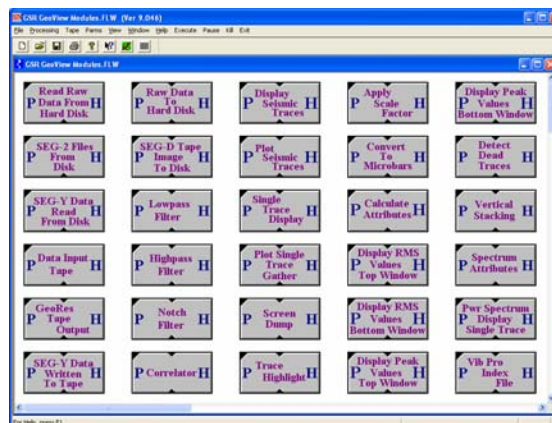 GSR GeoView Modules.FLW (Ver 9.046)
File Processing Tape Parms View Window Help Execute Pause Kill Exit
GSR GeoView Modules.FLW
Read Raw
P Data From H
Hard Disk
Raw Data
P To H
Hard Disk
Display
P Seismic H
Traces
Apply
P Scale H
Factor
Display Peak
P Values H
Bottom Window
SEG-2 Files
P From H
Disk
SEG-D Tape
P Image H
To Disk
Plot
P Seismic H
Traces
Convert
P To H
Microbars
Detect
P Dead H
Traces
SEG-Y Data
P Read H
From Disk
Lowpass
P Filter H
Single
P Trace H
Display
Calculate
P Attributes H
Vertical
P Stacking H
Data Input
P Tape H
Highpass
P Filter H
Plot Single
P Trace H
Gather
Display RMS
P Values H
Top Window
Spectrum
P Attributes H
GeoRes
P Tape H
Output
Notch
P Filter H
Screen
P Dump H
Display RMS
P Values H
Bottom Window
Pwr Spectrum
P Display H
Single Trace
SEG-Y Data
P Written H
To Tape
P Correlator H
Trace
P Highlight H
Display Peak
P Values H
Top Window
Vib Pro
P Index H
File
For Help, press F1